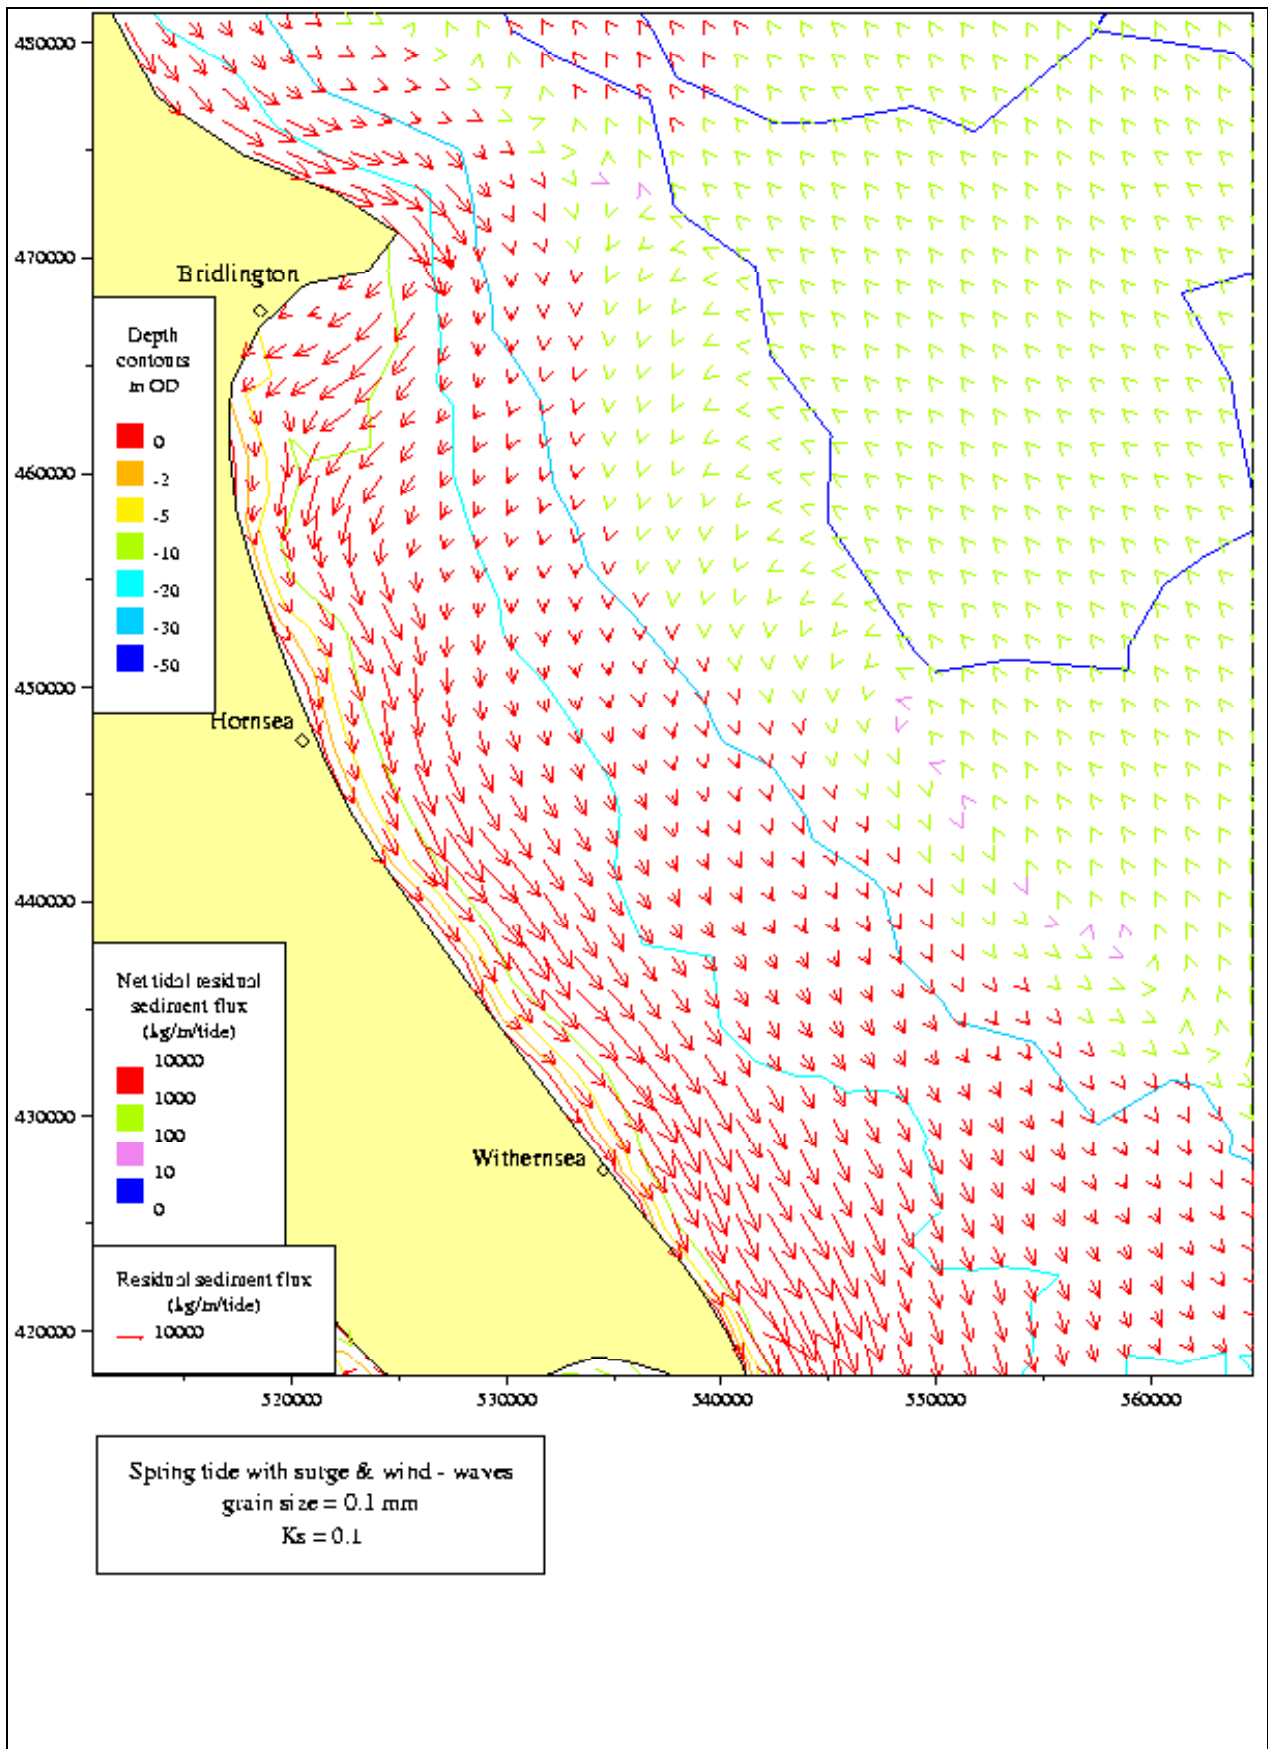 480000
470000
460000
450000
440000
430000
420000
Bridlington
Depth
contours
m OD
0
-2
-5
-10
-20
-30
-50
Hornsea
Net tidal residual
sediment flux
(kg/m/tide)
10000
1000
100
10
0
Withernsea
Residual sediment flux
(kg/m/tide)
10000
520000
530000
540000
550000
560000
Spring tide with surge & wind - waves
grain size = 0.1 mm
Ks = 0.1